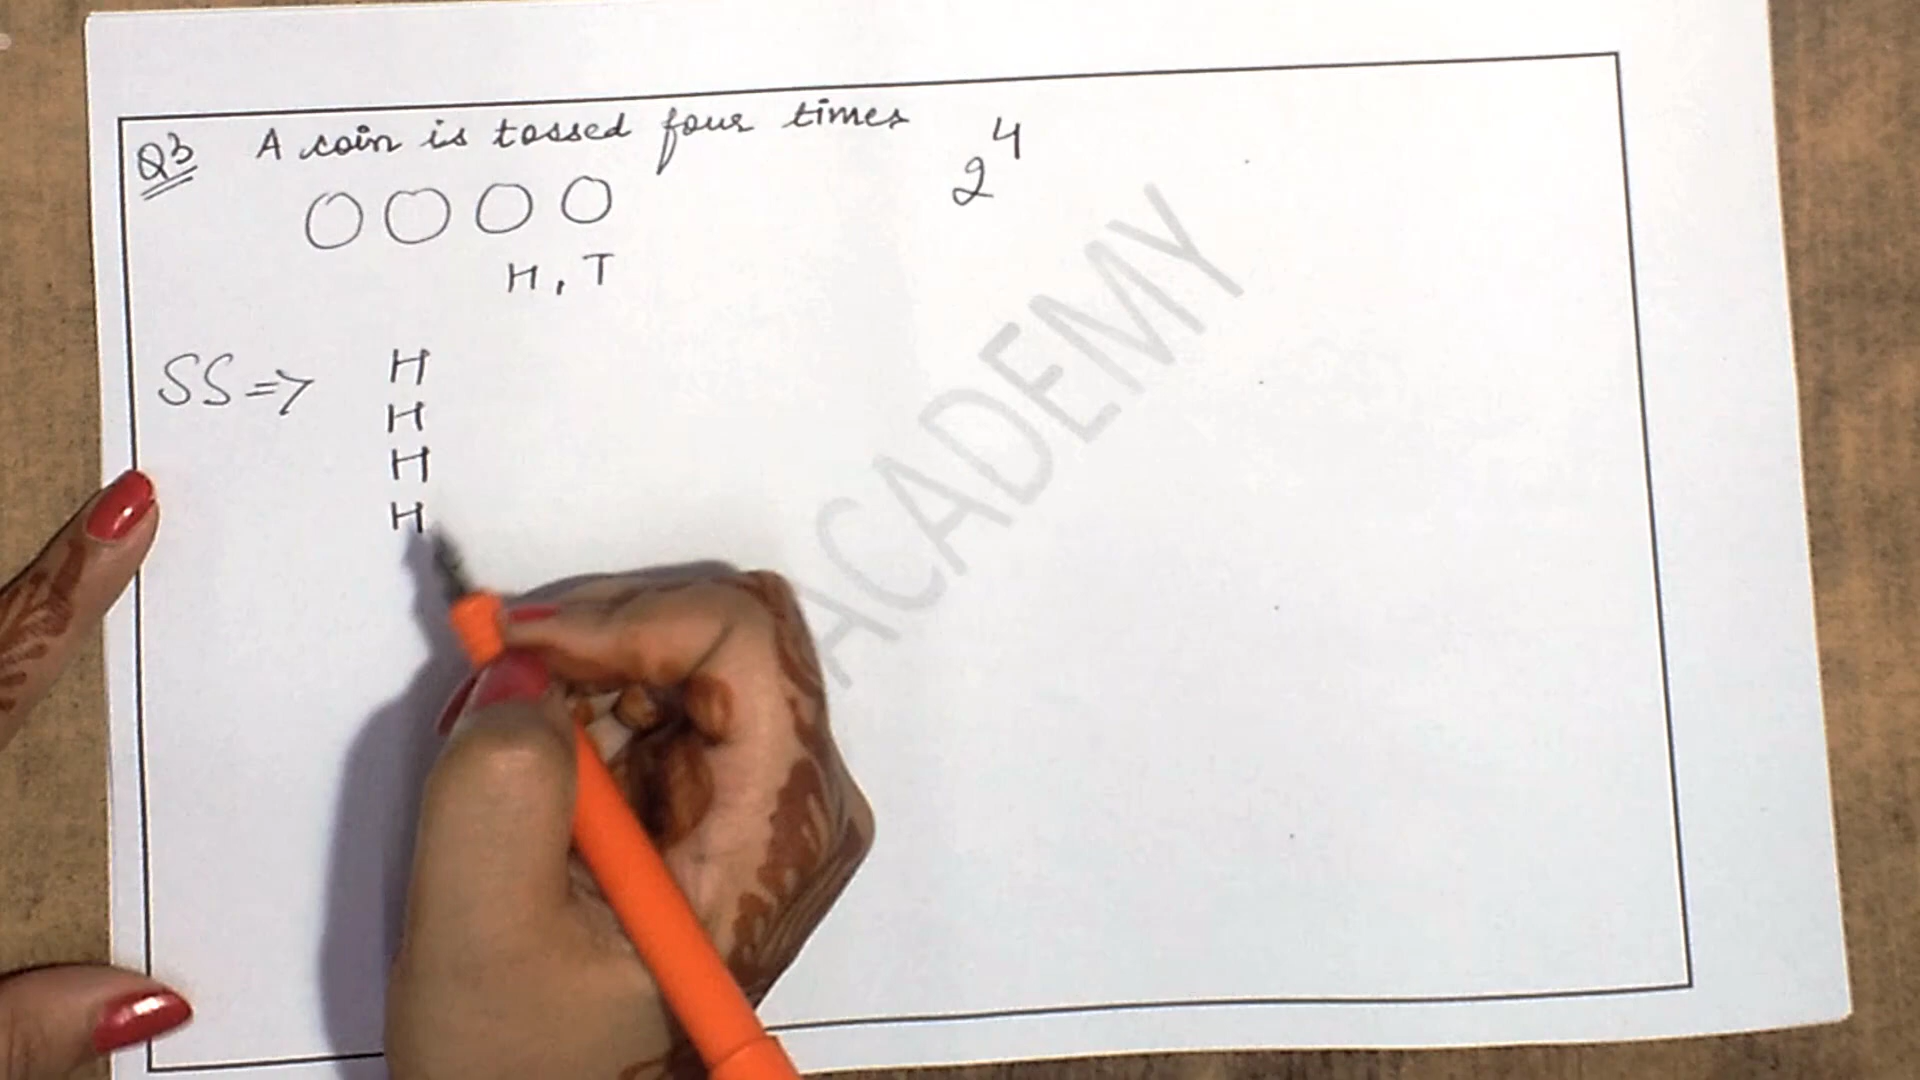 Q3 A coin is tossed four times 2^4
H, T
SS => H
H
H
H
ACADEMY